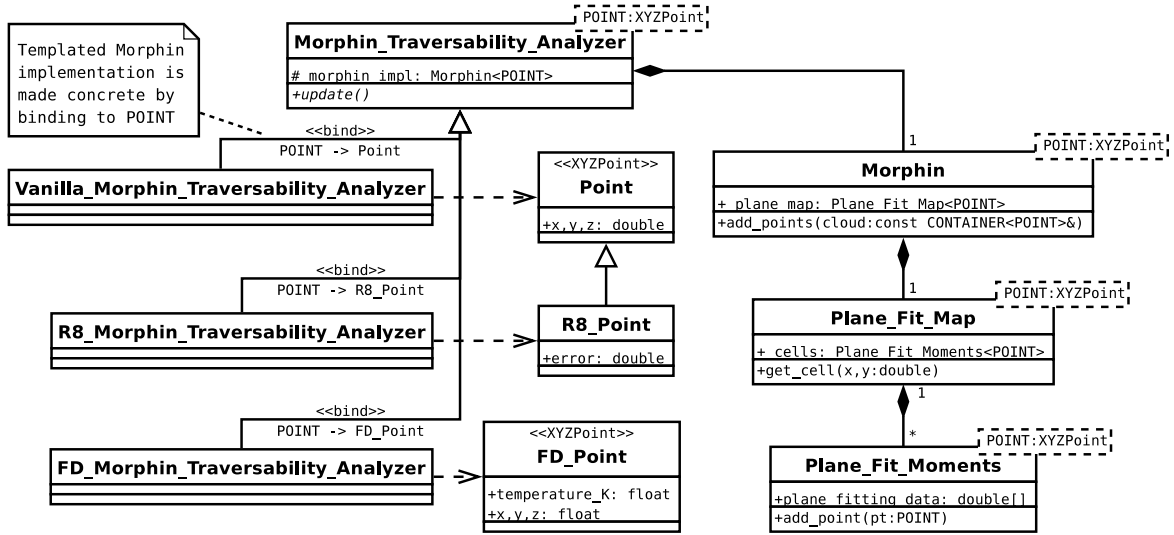 Templated Morphin
implementation is
made concrete by
binding to POINT
POINT:XYZPoint
Morphin_Traversability_Analyzer
# morphin_impl: Morphin<POINT>
+update()
<<bind>>
POINT -> Point
Vanilla_Morphin_Traversability_Analyzer
<<XYZPoint>>
Point
+x,y,z: double
1
POINT:XYZPoint
Morphin
+ plane_map: Plane_Fit_Map<POINT>
+add_points(cloud:const CONTAINER<POINT>&)
<<bind>>
POINT -> R8_Point
R8_Morphin_Traversability_Analyzer
R8_Point
+error: double
1
POINT:XYZPoint
Plane_Fit_Map
+ cells: Plane_Fit_Moments<POINT>
+get_cell(x,y:double)
1
<<bind>>
POINT -> FD_Point
FD_Morphin_Traversability_Analyzer
<<XYZPoint>>
FD_Point
+temperature_K: float
+x,y,z: float
*
POINT:XYZPoint
Plane_Fit_Moments
+plane_fitting_data: double[]
+add_point(pt:POINT)